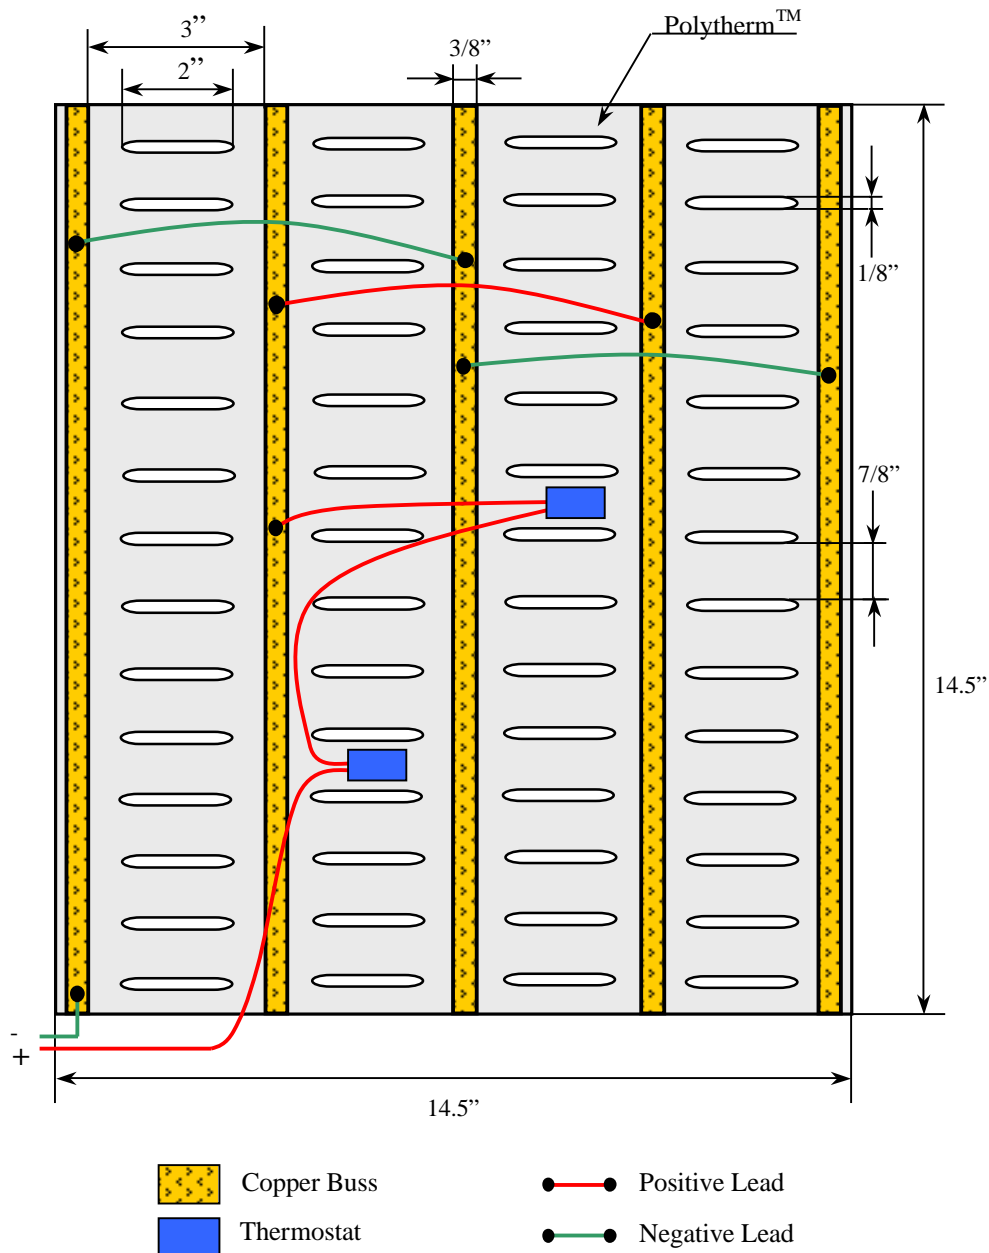 3”
Polytherm™
3/8”
2”
1/8”
7/8”
14.5”
-
+
14.5”
Copper Buss
Positive Lead
Thermostat
Negative Lead